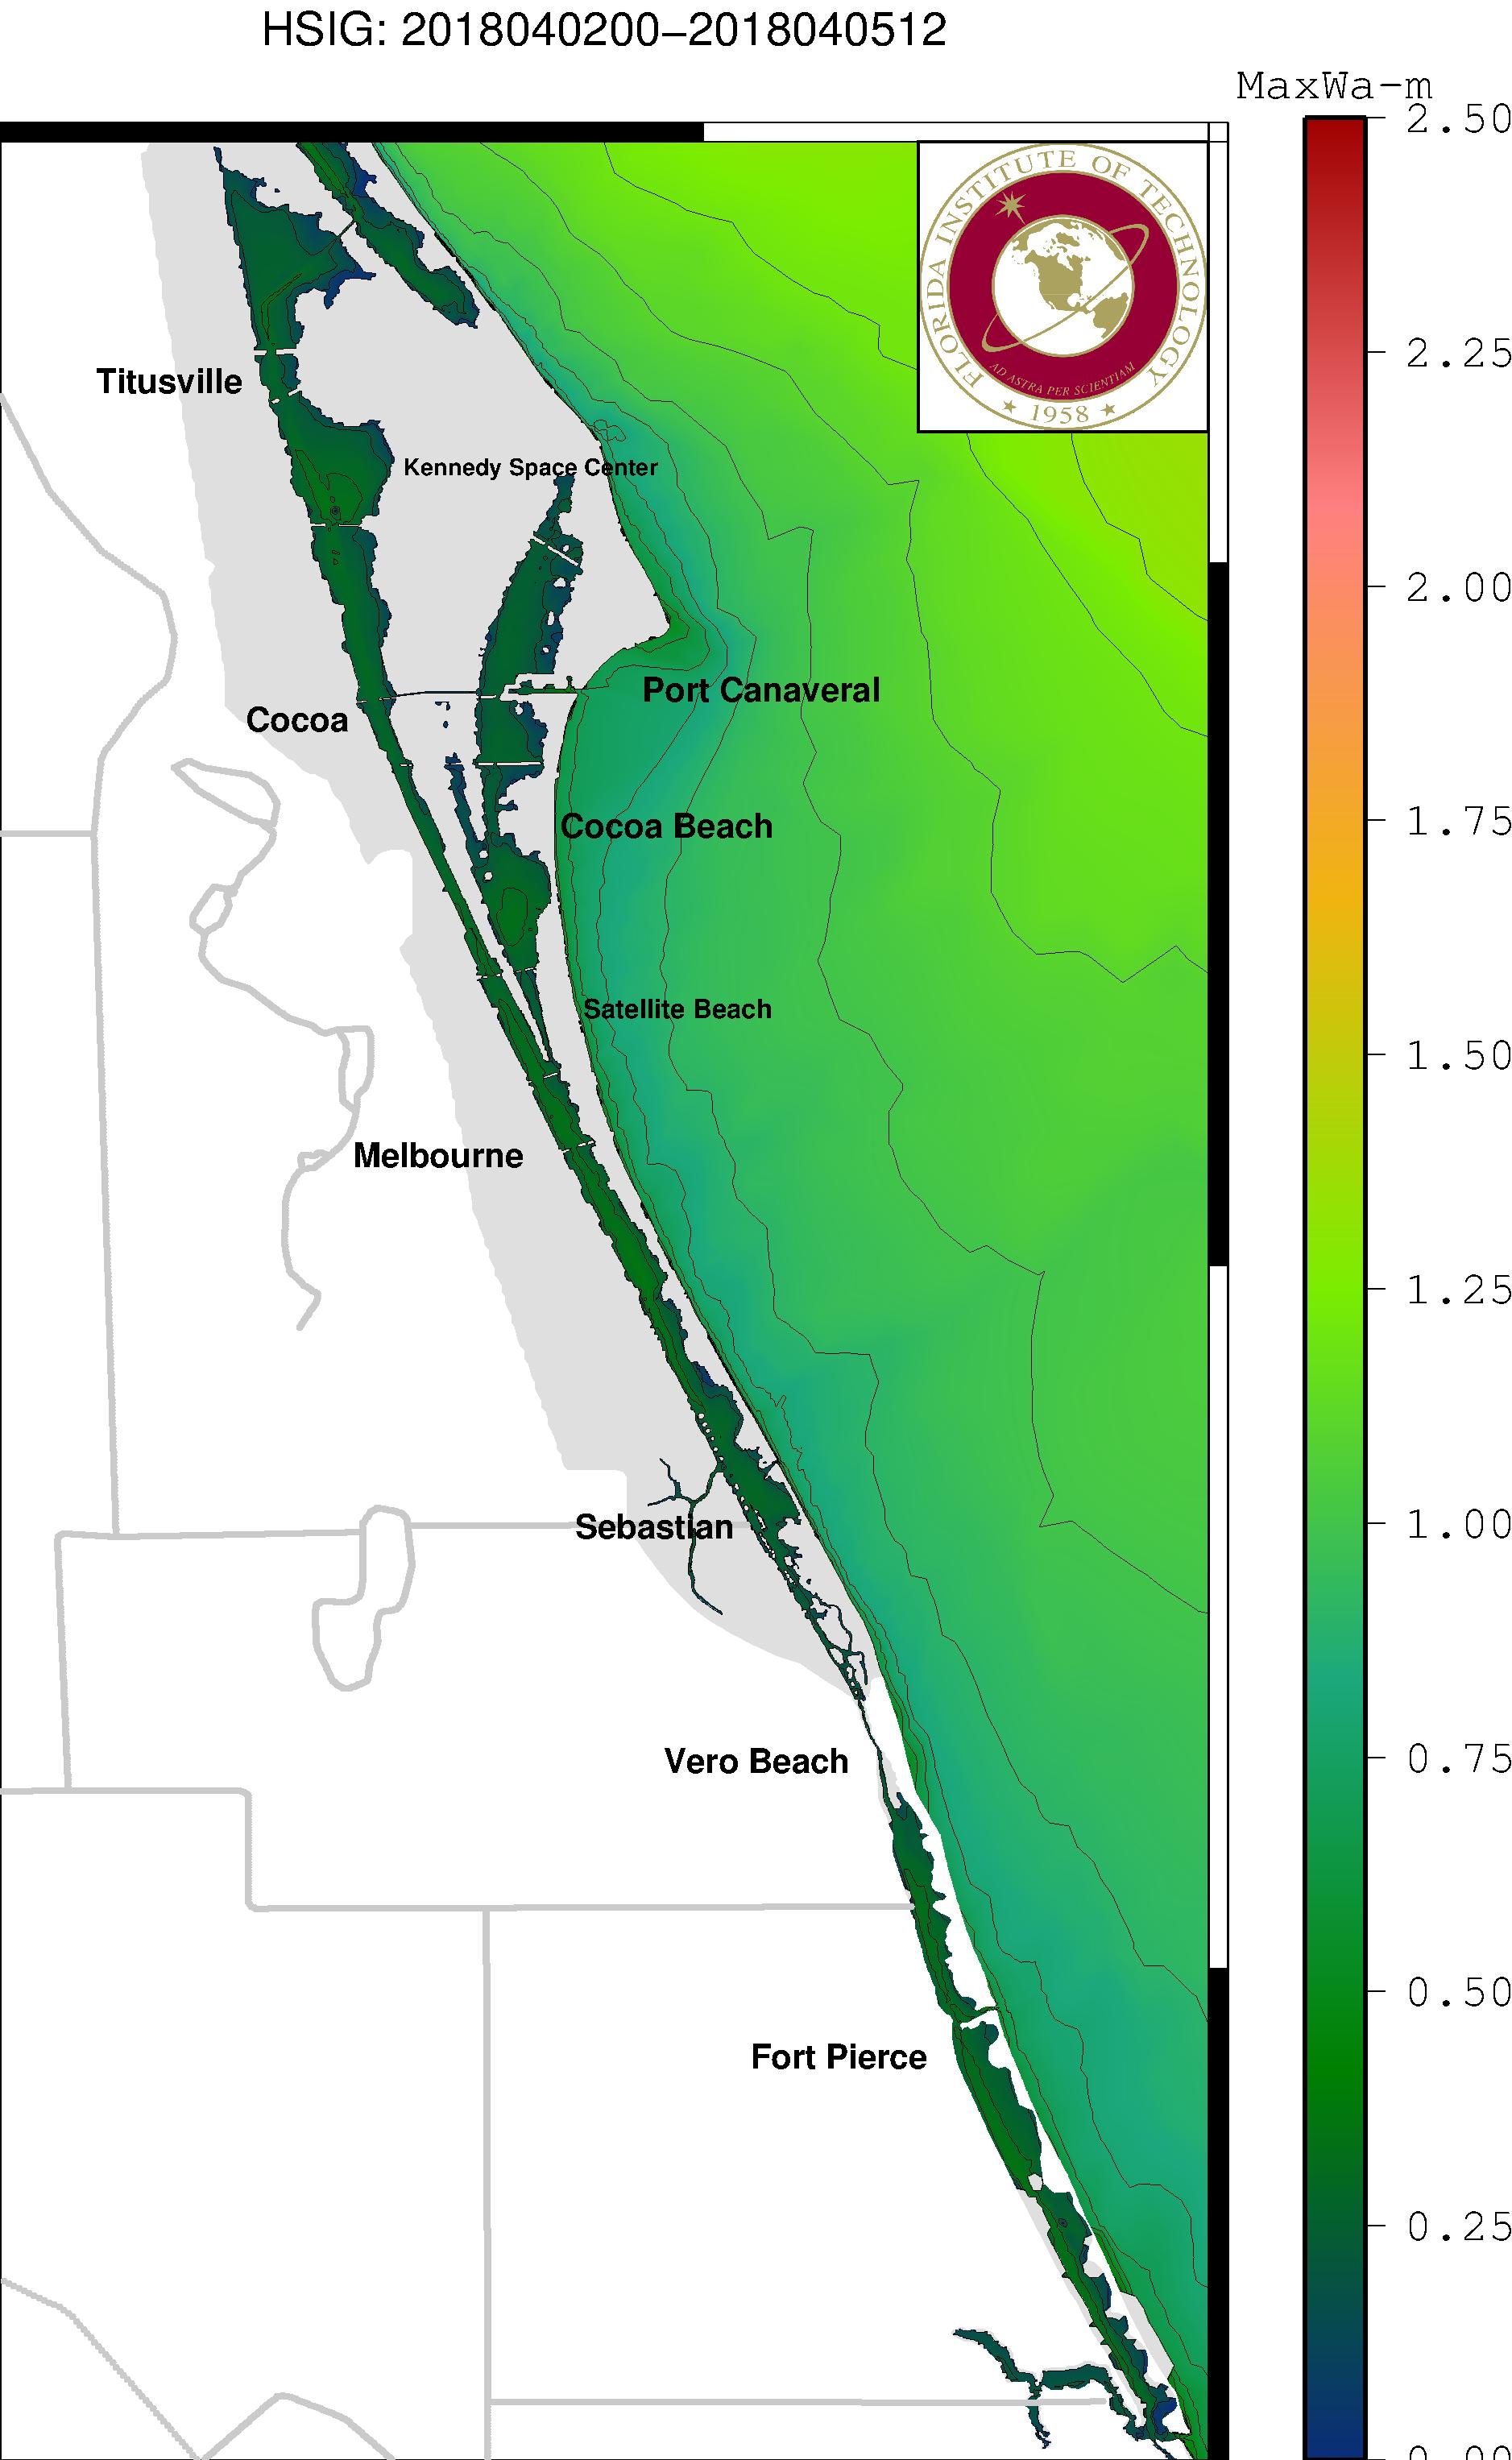 HSIG: 2018040200−2018040512
MaxWa-m
2.50
FLORIDA INSTITUTE OF TECHNOLOGY
AD ASTRA PER SCIENTIAM
★ 1958 ★
2.25
Titusville
Kennedy Space Center
2.00
Port Canaveral
Cocoa
1.75
Cocoa Beach
Satellite Beach
1.50
Melbourne
1.25
1.00
Sebastian
0.75
Vero Beach
0.50
Fort Pierce
0.25
0.00